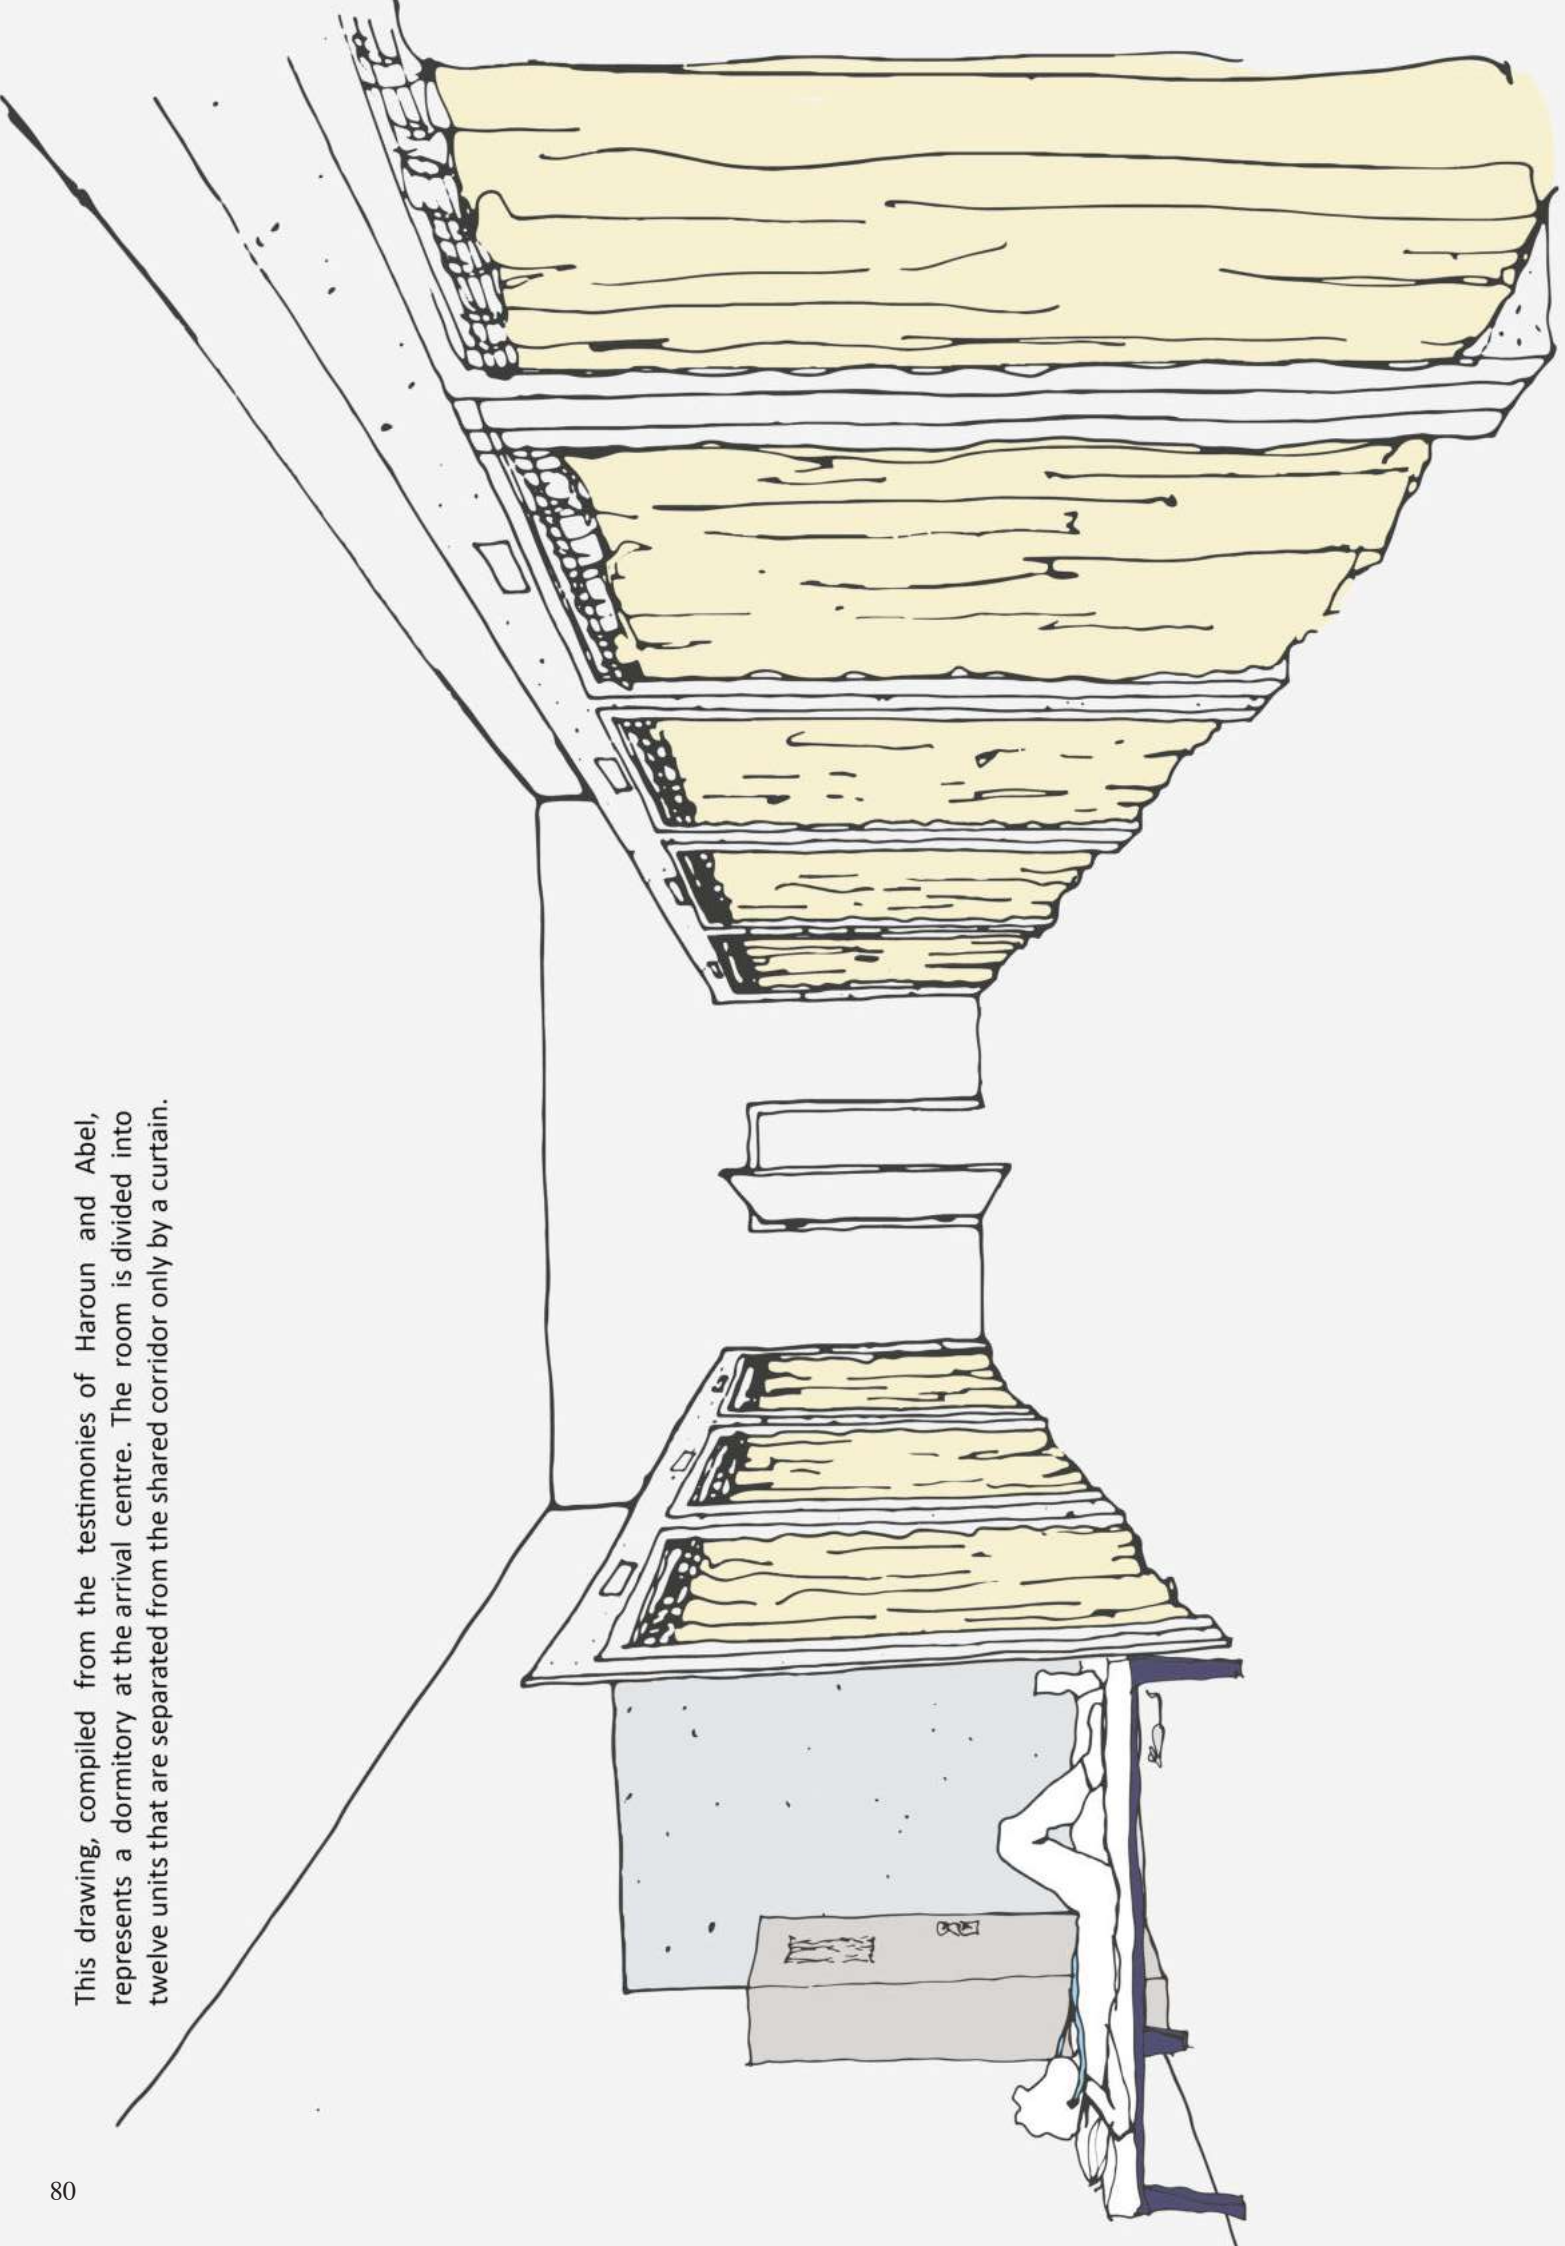 This drawing, compiled from the testimonies of Haroun and Abel,
represents a dormitory at the arrival centre. The room is divided into
twelve units that are separated from the shared corridor only by a curtain.
80